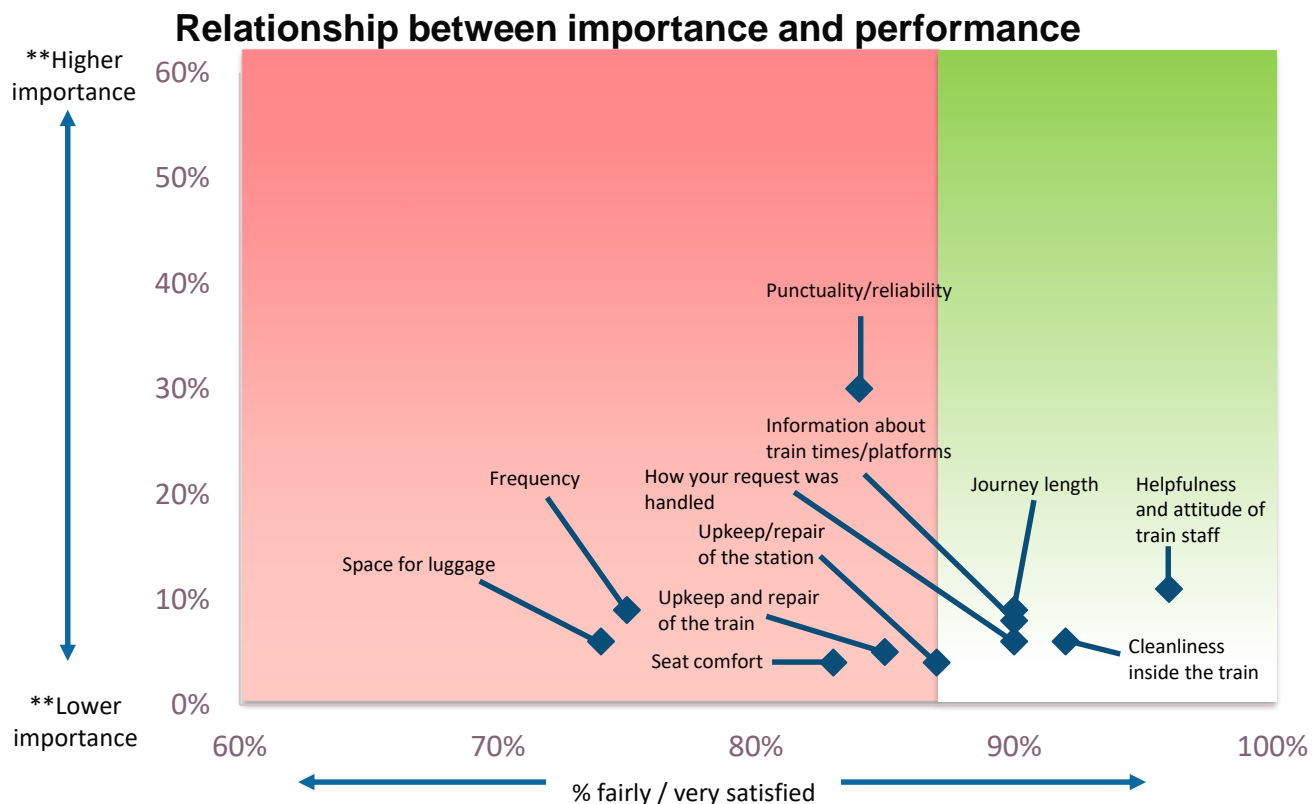 Relationship between importance and performance
**Higher
importance
60%
50%
40%
30%
20%
10%
0%
**Lower
importance
Punctuality/reliability
Information about
train times/platforms
How your request was
handled
Frequency
Journey length
Helpfulness
and attitude of
train staff
Upkeep/repair
of the station
Space for luggage
Upkeep and repair
of the train
Seat comfort
Cleanliness
inside the train
60%
70%
80%
90%
100%
% fairly / very satisfied